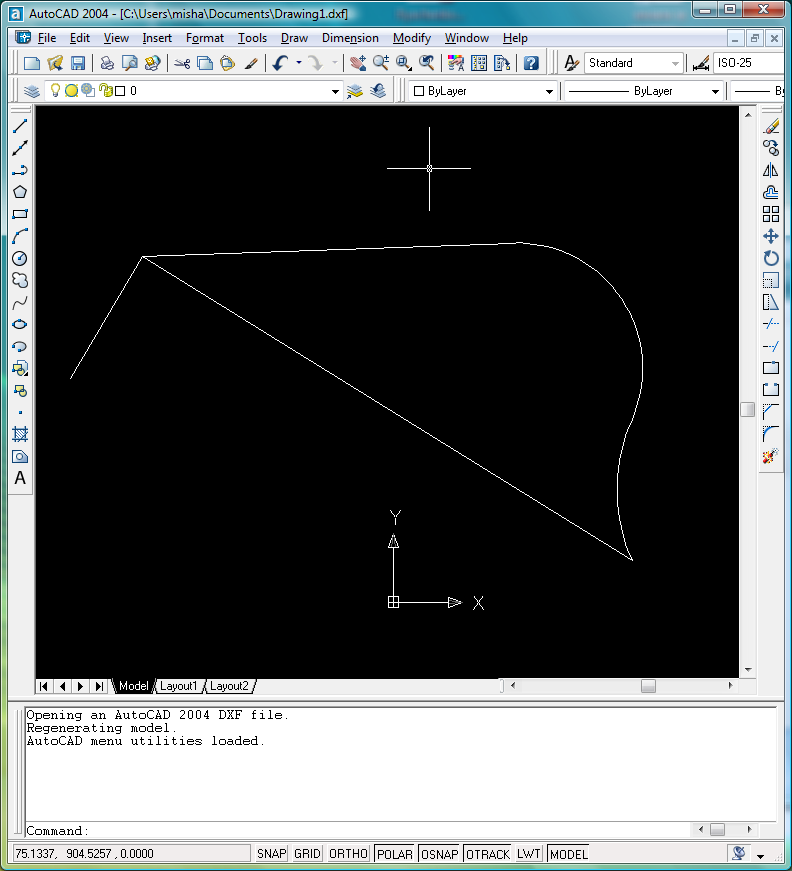 AutoCAD 2004 - [C:\Users\misha\Documents\Drawing1.dxf]
File Edit View Insert Format Tools Draw Dimension Modify Window Help
Standard ISO-25
0 ByLayer ByLayer
Y
X
Model Layout1 Layout2
Opening an AutoCAD 2004 DXF file.
Regenerating model.
AutoCAD menu utilities loaded.
Command:
75.1337, 904.5257, 0.0000 SNAP GRID ORTHO POLAR OSNAP OTRACK LWT MODEL